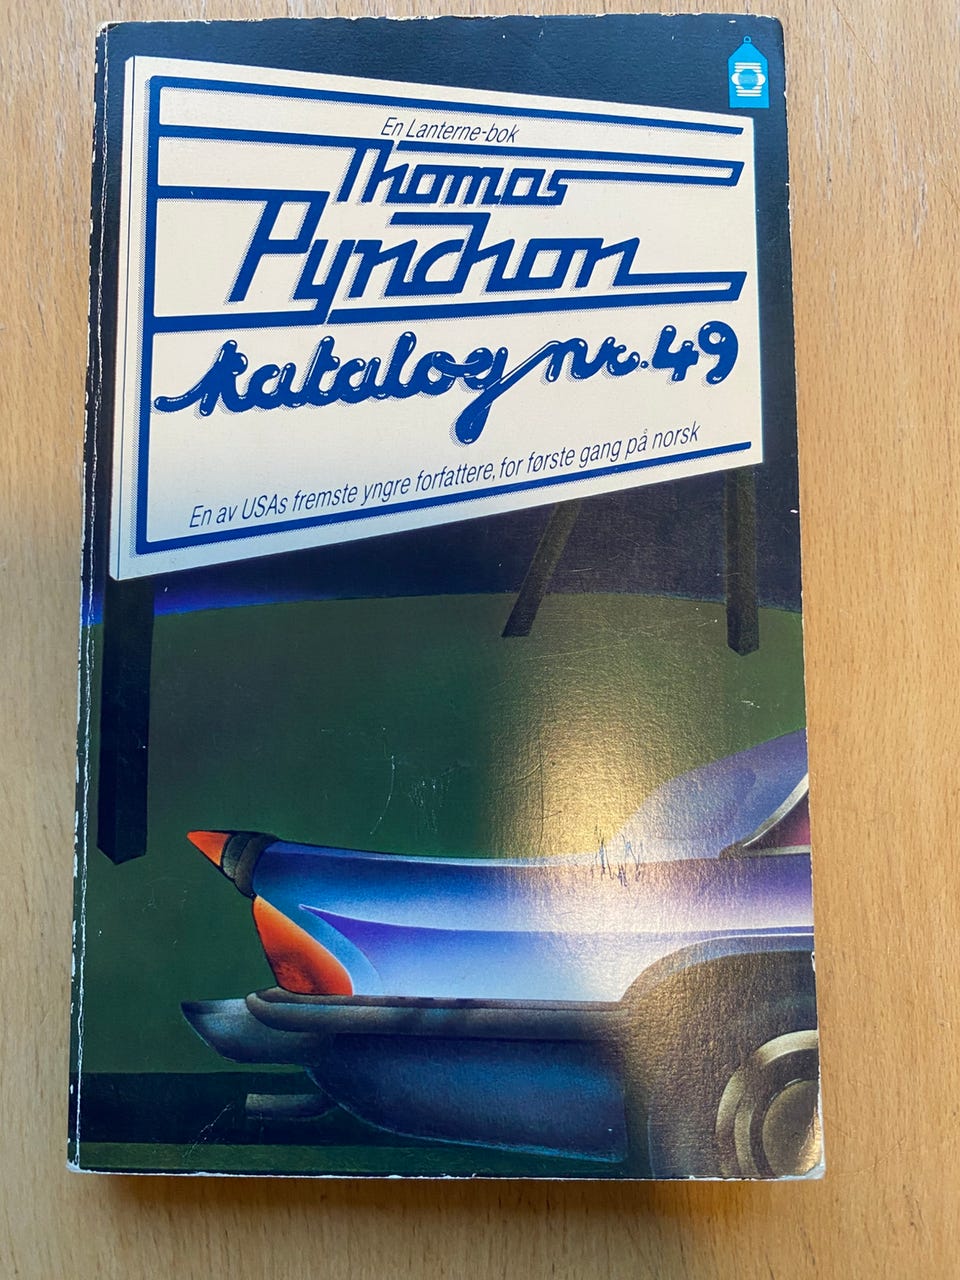 En Lanterne-bok
Thomas
Pynchon
katalog nr. 49
En av USAs fremste yngre forfattere, for første gang på norsk